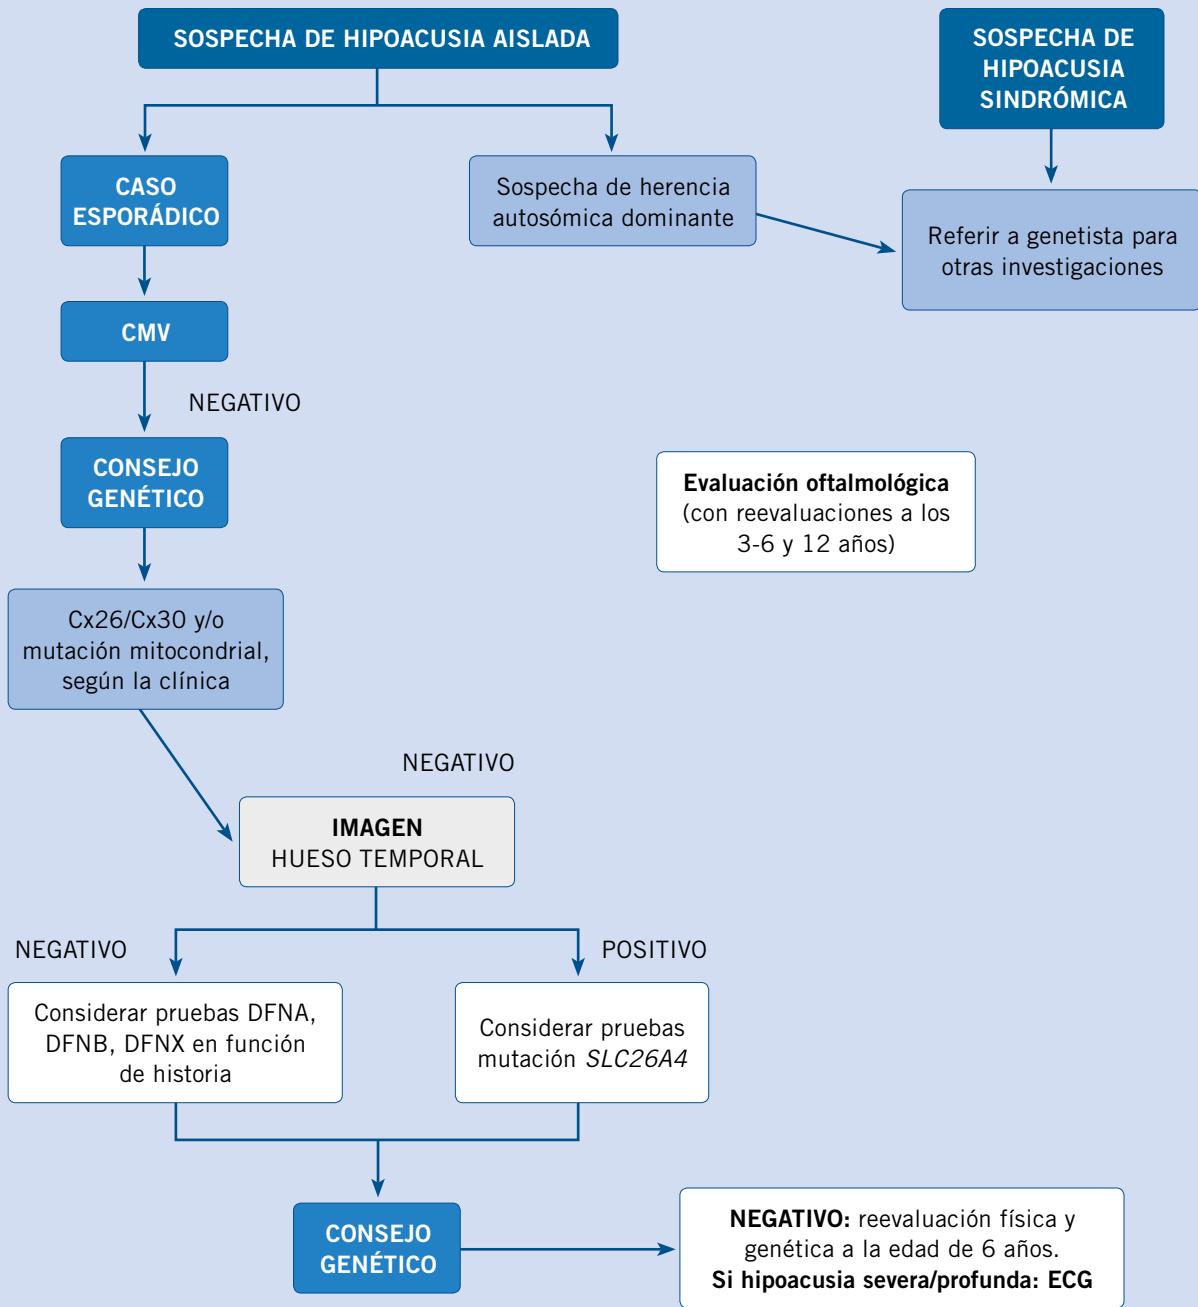 SOSPECHA DE HIPOACUSIA AISLADA
SOSPECHA DE
HIPOACUSIA
SINDRÓMICA
CASO
ESPORÁDICO
Sospecha de herencia
autosómica dominante
Referir a genetista para
otras investigaciones
CMV
NEGATIVO
CONSEJO
GENÉTICO
Evaluación oftalmológica
(con reevaluaciones a los
3-6 y 12 años)
Cx26/Cx30 y/o
mutación mitocondrial,
según la clínica
NEGATIVO
IMAGEN
HUESO TEMPORAL
NEGATIVO
POSITIVO
Considerar pruebas DFNA,
DFNB, DFNX en función
de historia
Considerar pruebas
mutación SLC26A4
CONSEJO
GENÉTICO
NEGATIVO: reevaluación física y
genética a la edad de 6 años.
Si hipoacusia severa/profunda: ECG